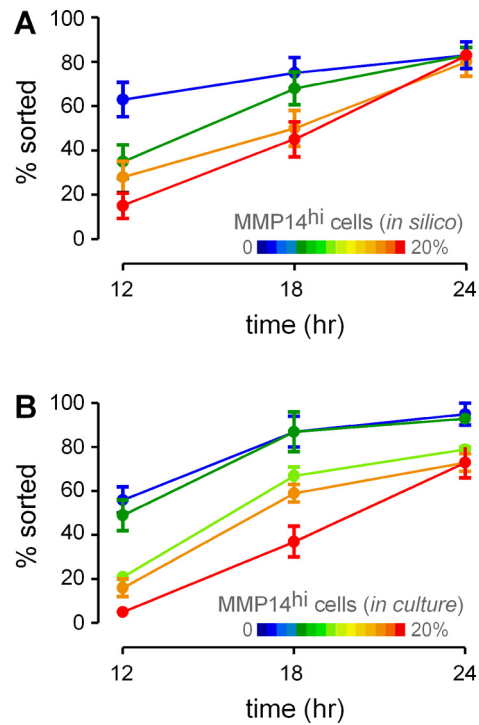 A
100
80
60
40
20
0
% sorted
MMP14hi cells (in silico)
0 20%
12 18 24
time (hr)
B
100
80
60
40
20
0
% sorted
MMP14hi cells (in culture)
0 20%
12 18 24
time (hr)